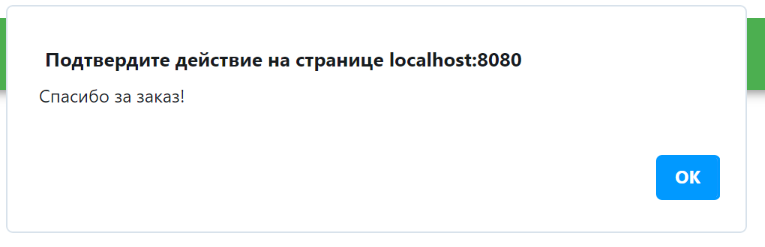 Подтвердите действие на странице localhost:8080
Спасибо за заказ!
OK